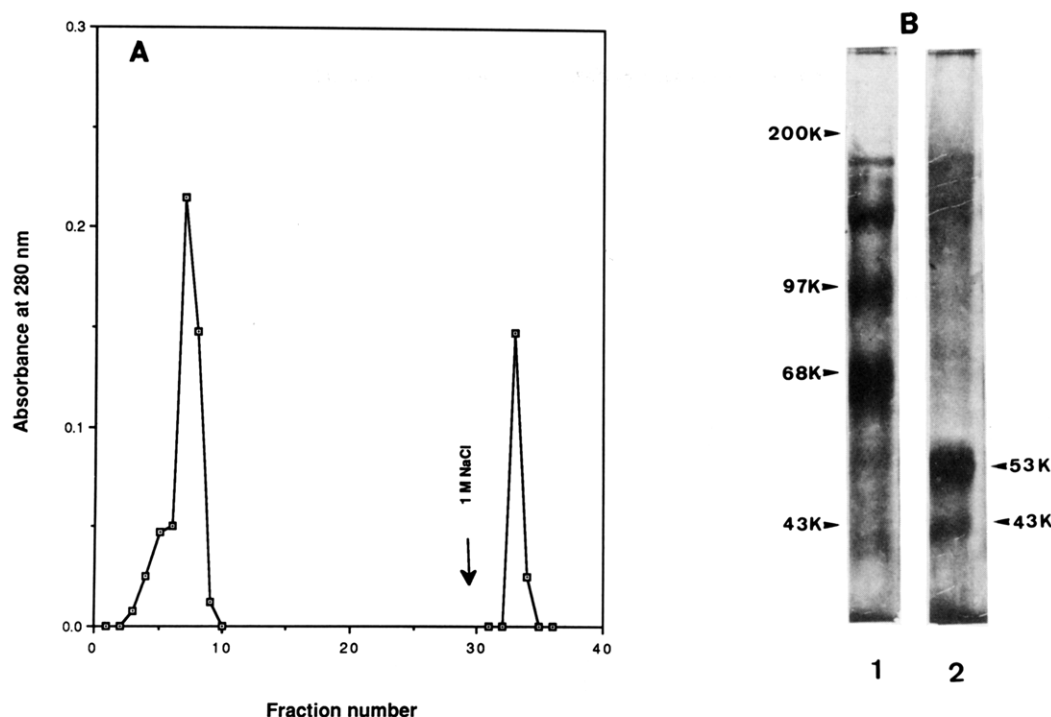 A
0.3
0.2
0.1
0.0
Absorbance at 280 nm
1 M NaCl
0
10
20
30
40
Fraction number
B
200K
97K
68K
43K
53K
43K
1
2